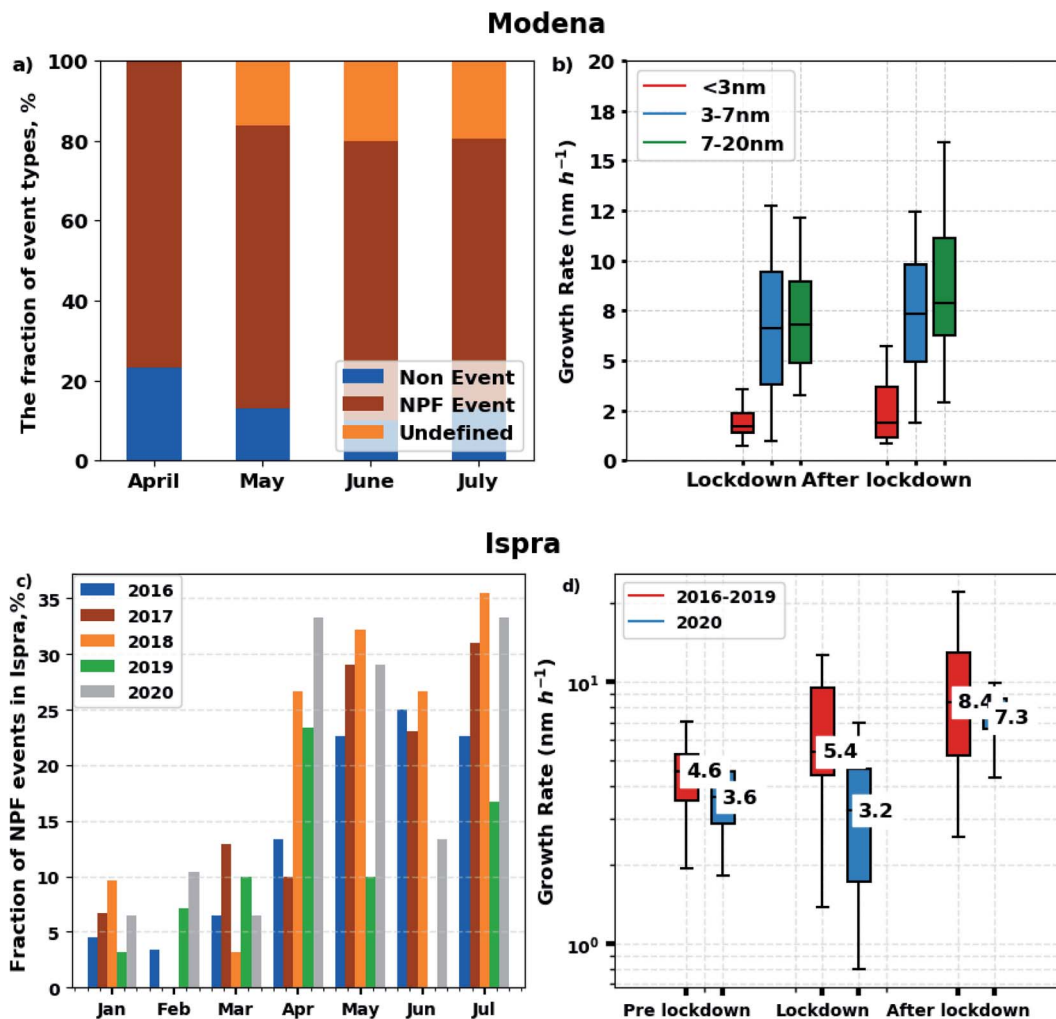 Modena
a)
The fraction of event types, %
100
80
60
40
20
0
Non Event
NPF Event
Undefined
April May June July
b)
Growth Rate (nm h⁻¹)
20
18
15
12
10
8
5
2
0
<3nm
3-7nm
7-20nm
Lockdown After lockdown
Ispra
c)
Fraction of NPF events in Ispra,%
35
30
25
20
15
10
5
0
2016
2017
2018
2019
2020
Jan Feb Mar Apr May Jun Jul
d)
Growth Rate (nm h⁻¹)
10¹
10⁰
2016-2019
2020
4.6
3.6
5.4
3.2
8.4
7.3
Pre lockdown Lockdown After lockdown